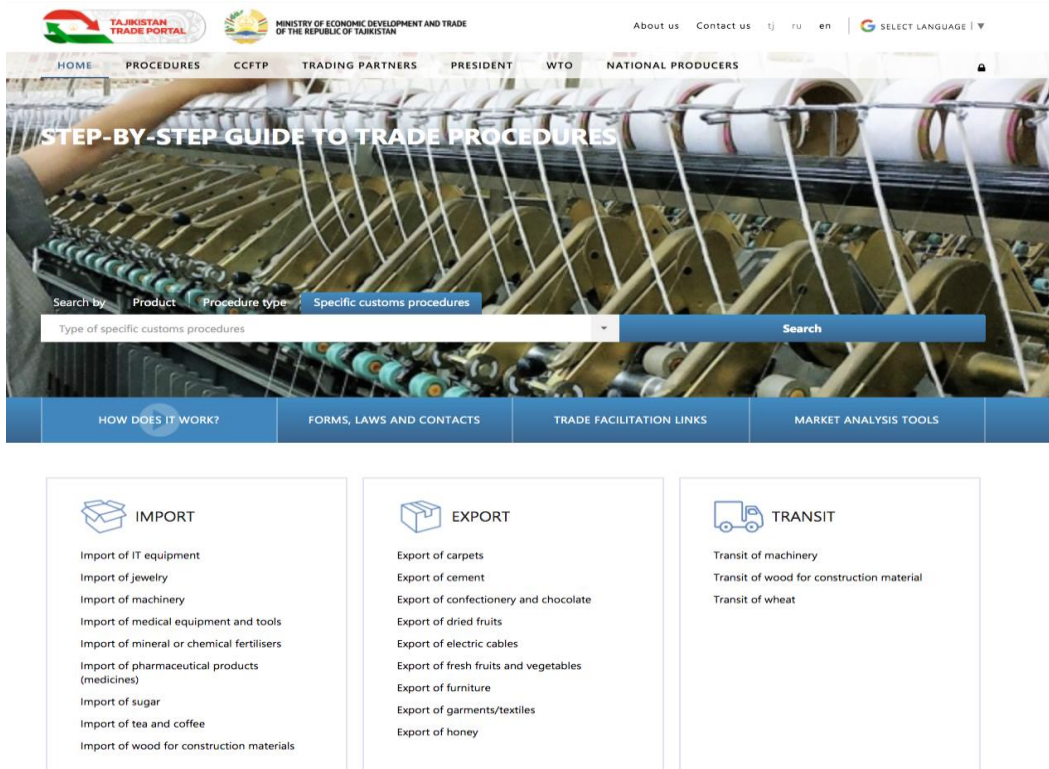 TAJIKISTAN
TRADE PORTAL
MINISTRY OF ECONOMIC DEVELOPMENT AND TRADE
OF THE REPUBLIC OF TAJIKISTAN
About us Contact us tj ru en G SELECT LANGUAGE | ▼
HOME PROCEDURES CCFTP TRADING PARTNERS PRESIDENT WTO NATIONAL PRODUCERS
STEP-BY-STEP GUIDE TO TRADE PROCEDURES
Search by Product Procedure type Specific customs procedures
Type of specific customs procedures Search
HOW DOES IT WORK? FORMS, LAWS AND CONTACTS TRADE FACILITATION LINKS MARKET ANALYSIS TOOLS
IMPORT
Import of IT equipment
Import of jewelry
Import of machinery
Import of medical equipment and tools
Import of mineral or chemical fertilisers
Import of pharmaceutical products
(medicines)
Import of sugar
Import of tea and coffee
Import of wood for construction materials
EXPORT
Export of carpets
Export of cement
Export of confectionery and chocolate
Export of dried fruits
Export of electric cables
Export of fresh fruits and vegetables
Export of furniture
Export of garments/textiles
Export of honey
TRANSIT
Transit of machinery
Transit of wood for construction material
Transit of wheat